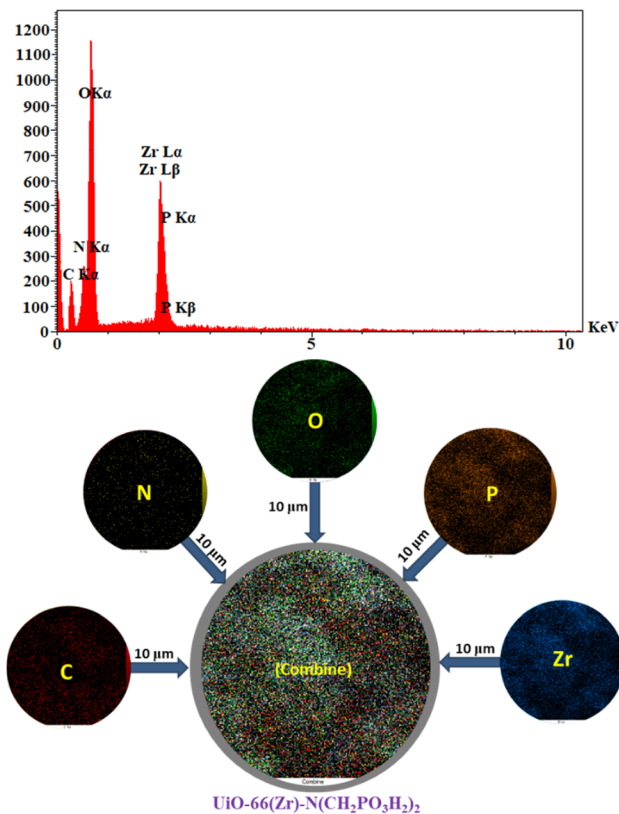 1200
1100
1000
900
800
700
600
500
400
300
200
100
0
OKα
Zr Lα
Zr Lβ
P Kα
N Kα
C Kα
P Kβ
KeV
0
5
10
O
N
P
10 μm
10 μm
10 μm
C
10 μm
(Combine)
10 μm
Zr
Combine
UiO-66(Zr)-N(CH₂PO₃H₂)₂